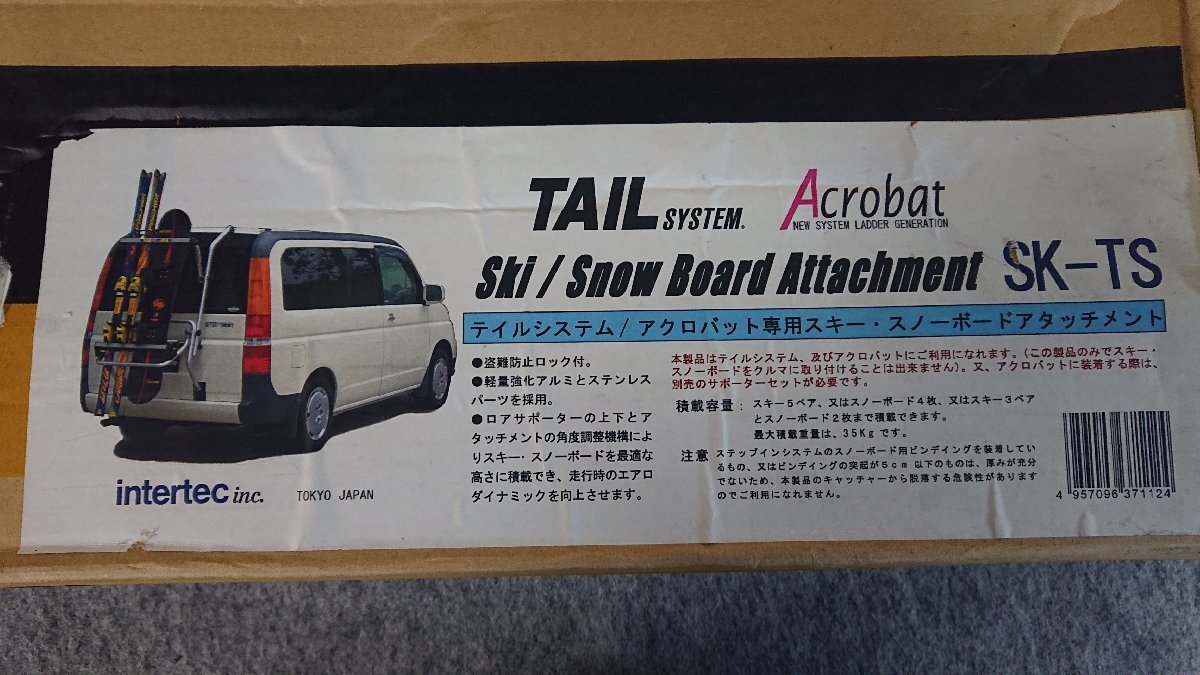 TAIL SYSTEM. Acrobat
NEW SYSTEM LADDER GENERATION
Ski / Snow Board Attachment SK-TS
テイルシステム/アクロバット専用スキー・スノーボードアタッチメント
●盗難防止ロック付。
●軽量強化アルミとステンレス
パーツを採用。
●ロアサポーターの上下とア
タッチメントの角度調整機構によ
りスキー・スノーボードを最適な
高さに積載でき、走行時のエアロ
ダイナミックを向上させます。
本製品はテイルシステム、及びアクロバットにご利用になれます。(この製品のみでスキー・
スノーボードをクルマに取り付けることは出来ません)。又、アクロバットに装着する際は、
別売のサポーターセットが必要です。
積載容量: スキー5ペア、又はスノーボード4枚、又はスキー3ペア
とスノーボード2枚まで積載できます。
最大積載重量は、35Kgです。
注意 ステップインシステムのスノーボード用ビンディングを装着してい
るもの、又はビンディングの突起が5cm以下のものは、厚みが充分
でないため、本製品のキャッチャーから脱落する危険性があります
のでご利用になれません。
4 957096 371124
intertec inc. TOKYO JAPAN